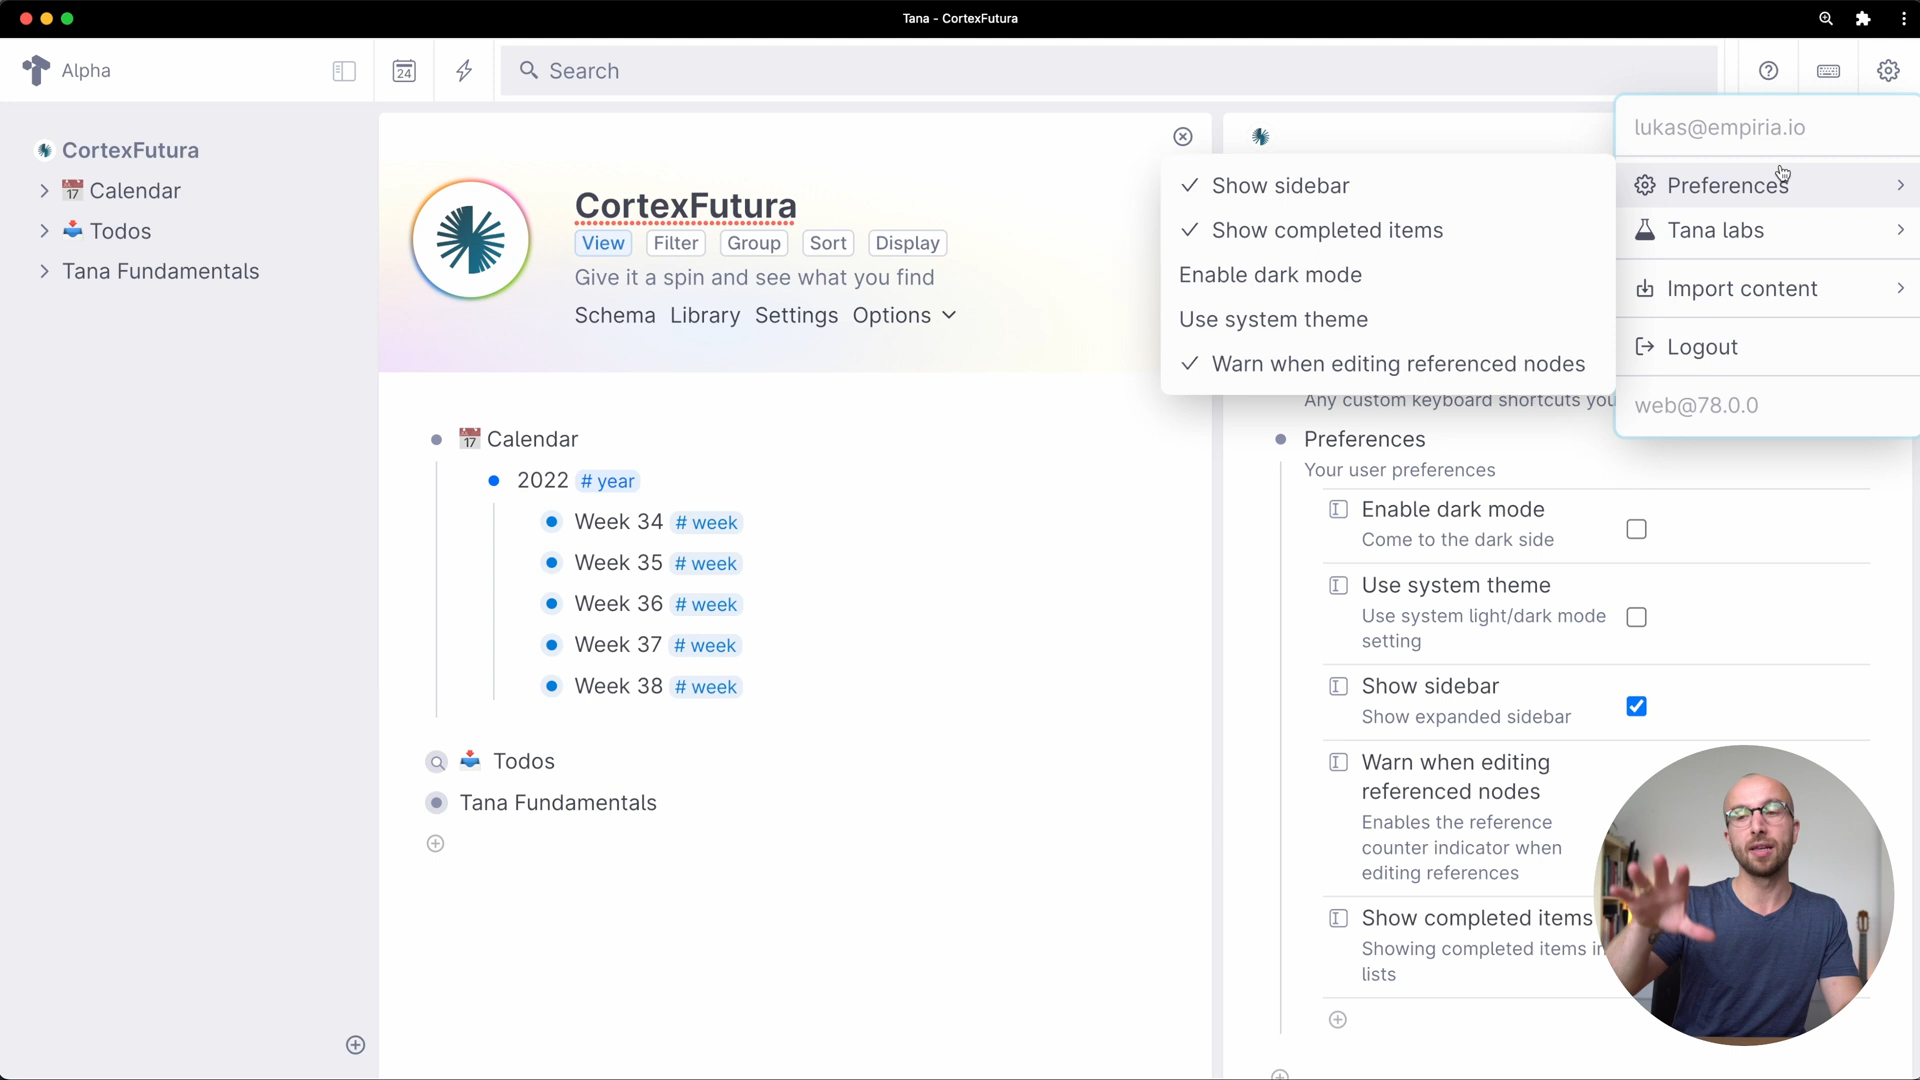 Tana - CortexFutura
Alpha
24
Search
lukas@empiria.io
Preferences
Tana labs
Import content
Logout
web@78.0.0
Show sidebar
Show completed items
Enable dark mode
Use system theme
Warn when editing referenced nodes
CortexFutura
17 Calendar
Todos
Tana Fundamentals
CortexFutura
View Filter Group Sort Display
Give it a spin and see what you find
Schema Library Settings Options
17 Calendar
2022 # year
Week 34 # week
Week 35 # week
Week 36 # week
Week 37 # week
Week 38 # week
Todos
Tana Fundamentals
Any custom keyboard shortcuts you
Preferences
Your user preferences
Enable dark mode
Come to the dark side
Use system theme
Use system light/dark mode
setting
Show sidebar
Show expanded sidebar
Warn when editing
referenced nodes
Enables the reference
counter indicator when
editing references
Show completed items
Showing completed items in
lists